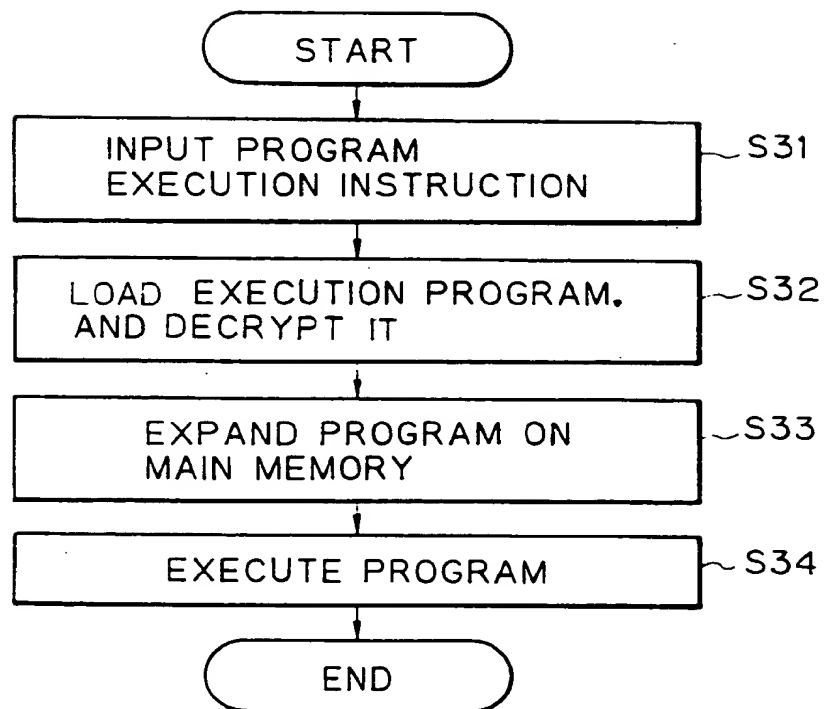 START
INPUT PROGRAM
EXECUTION INSTRUCTION
S31
LOAD EXECUTION PROGRAM.
AND DECRYPT IT
S32
EXPAND PROGRAM ON
MAIN MEMORY
S33
EXECUTE PROGRAM
S34
END